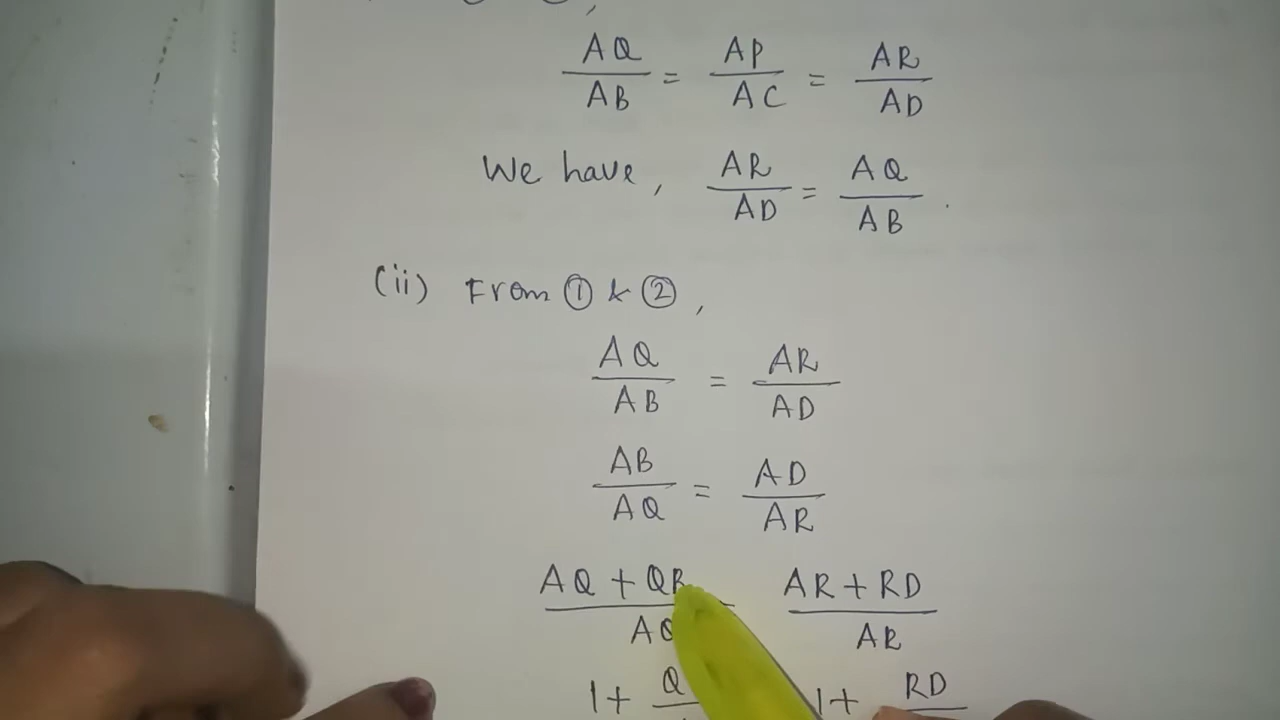 AQ/AB = AP/AC = AR/AD
We have, AR/AD = AQ/AB.
(ii) From ① & ②,
AQ/AB = AR/AD
AB/AQ = AD/AR
AQ + QB / AQ = AR + RD / AR
1 + Q 1 + RD